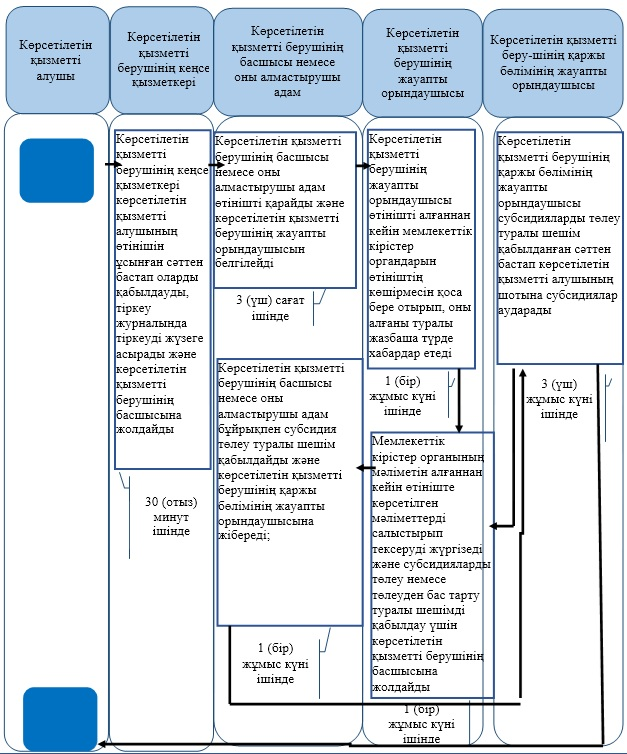 Көрсетілетін
қызметті
алушы
Көрсетілетін
қызметті
берушінің кеңсе
қызметкері
Көрсетілетін
қызметті берушінің
басшысы немесе
оны алмастырушы
адам
Көрсетілетін
қызметті
берушінің
жауапты
орындаушысы
Көрсетілетін қызметті
беру-шінің қаржы
бөлімінің жауапты
орындаушысы
Көрсетілетін
қызметті
берушінің кеңсе
қызметкері
көрсетілетін
қызметті
алушының
өтінішін
ұсынған сәттен
бастап оларды
қабылдауды,
тіркеу
журналында
тіркеуді жүзеге
асырады және
көрсетілетін
қызметті
берушінің
басшысына
жолдайды
30 (отыз)
минут
ішінде
Көрсетілетін қызметті
берушінің басшысы
немесе оны
алмастырушы адам
өтінішті қарайды және
көрсетілетін қызметті
берушінің жауапты
орындаушысын
белгілейді
3 (үш) сағат
ішінде
Көрсетілетін
қызметті
берушінің
жауапты
орындаушысы
өтінішті алғаннан
кейін мемлекеттік
кірістер
органдарын
өтініштің
көшірмесін қоса
бере отырып, оны
алғаны туралы
жазбаша түрде
хабардар етеді
1 (бір)
жұмыс күні
ішінде
Көрсетілетін
қызметті берушінің
қаржы бөлімінің
жауапты
орындаушысы
субсидияларды төлеу
туралы шешім
қабылданған сәттен
бастап көрсетілетін
қызметті алушының
шотына субсидиялар
аударады
3 (үш)
жұмыс күні
ішінде
Көрсетілетін қызметті
берушінің басшысы
немесе оны
алмастырушы адам
бұйрықпен субсидия
төлеу туралы шешім
қабылдайды және
көрсетілетін қызметті
берушінің қаржы
бөлімінің жауапты
орындаушысына
жібереді;
1 (бір)
жұмыс күні
ішінде
Мемлекеттік
кірістер органының
мәліметін алғаннан
кейін өтініште
көрсетілген
мәліметтерді
салыстырып
тексеруді жүргізеді
және субсидияларды
төлеу немесе
төлеуден бас тарту
туралы шешімді
қабылдау үшін
көрсетілетін
қызметті берушінің
басшысына
жолдайды
1 (бір)
жұмыс күні
ішінде